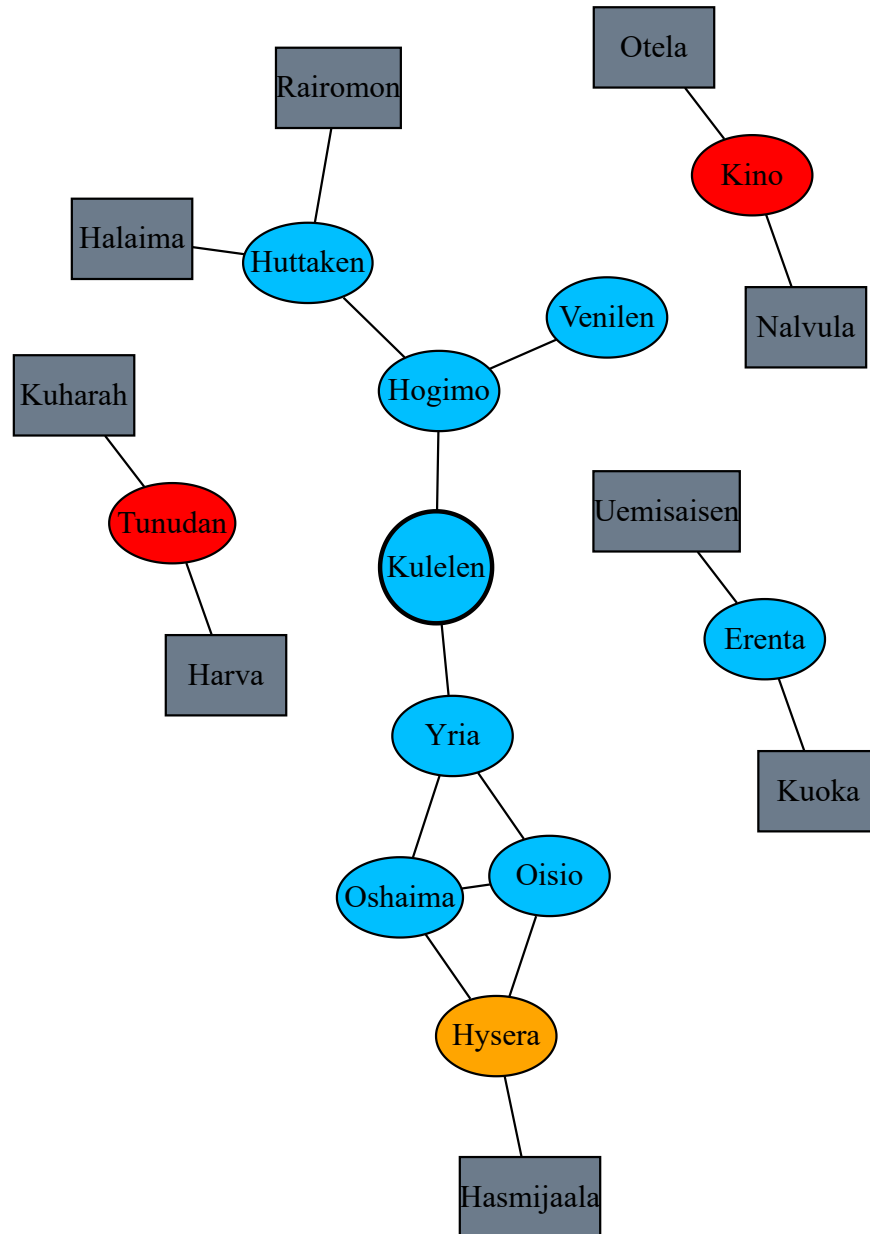 Otela
Rairomon
Kino
Halaima
Huttaken
Venilen
Nalvula
Hogimo
Kuharah
Uemisaisen
Tunudan
Kulelen
Erenta
Harva
Yria
Kuoka
Oisio
Oshaima
Hysera
Hasmijaala